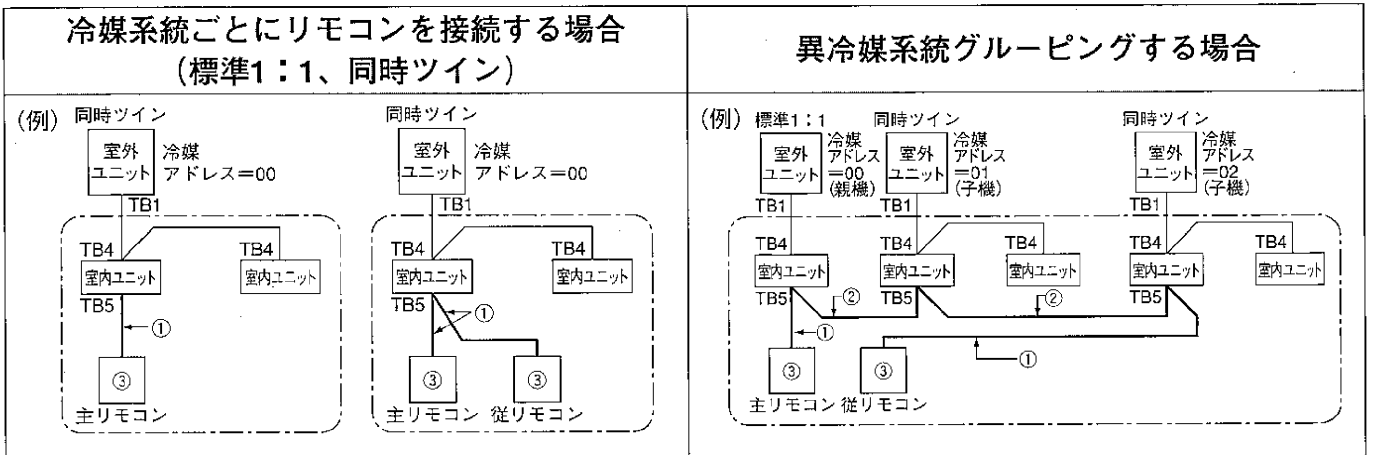 冷媒系統ごとにリモコンを接続する場合
(標準1：1、同時ツイン)
(例)
同時ツイン
室外
ユニット
冷媒
アドレス=00
TB1
TB4
室内ユニット
TB5
①
③
主リモコン
TB4
室内ユニット
同時ツイン
室外
ユニット
冷媒
アドレス=00
TB1
TB4
室内ユニット
TB5
①
③
主リモコン
③
従リモコン
TB4
室内ユニット
異冷媒系統グルーピングする場合
(例)
標準1：1
室外
ユニット
冷媒
アドレス
=00
(親機)
TB1
TB4
室内ユニット
TB5
①
③
主リモコン
②
同時ツイン
室外
ユニット
冷媒
アドレス
=01
(子機)
TB1
TB4
室内ユニット
TB5
TB4
室内ユニット
②
③
従リモコン
①
同時ツイン
室外
ユニット
冷媒
アドレス
=02
(子機)
TB1
TB4
室内ユニット
TB5
TB4
室内ユニット